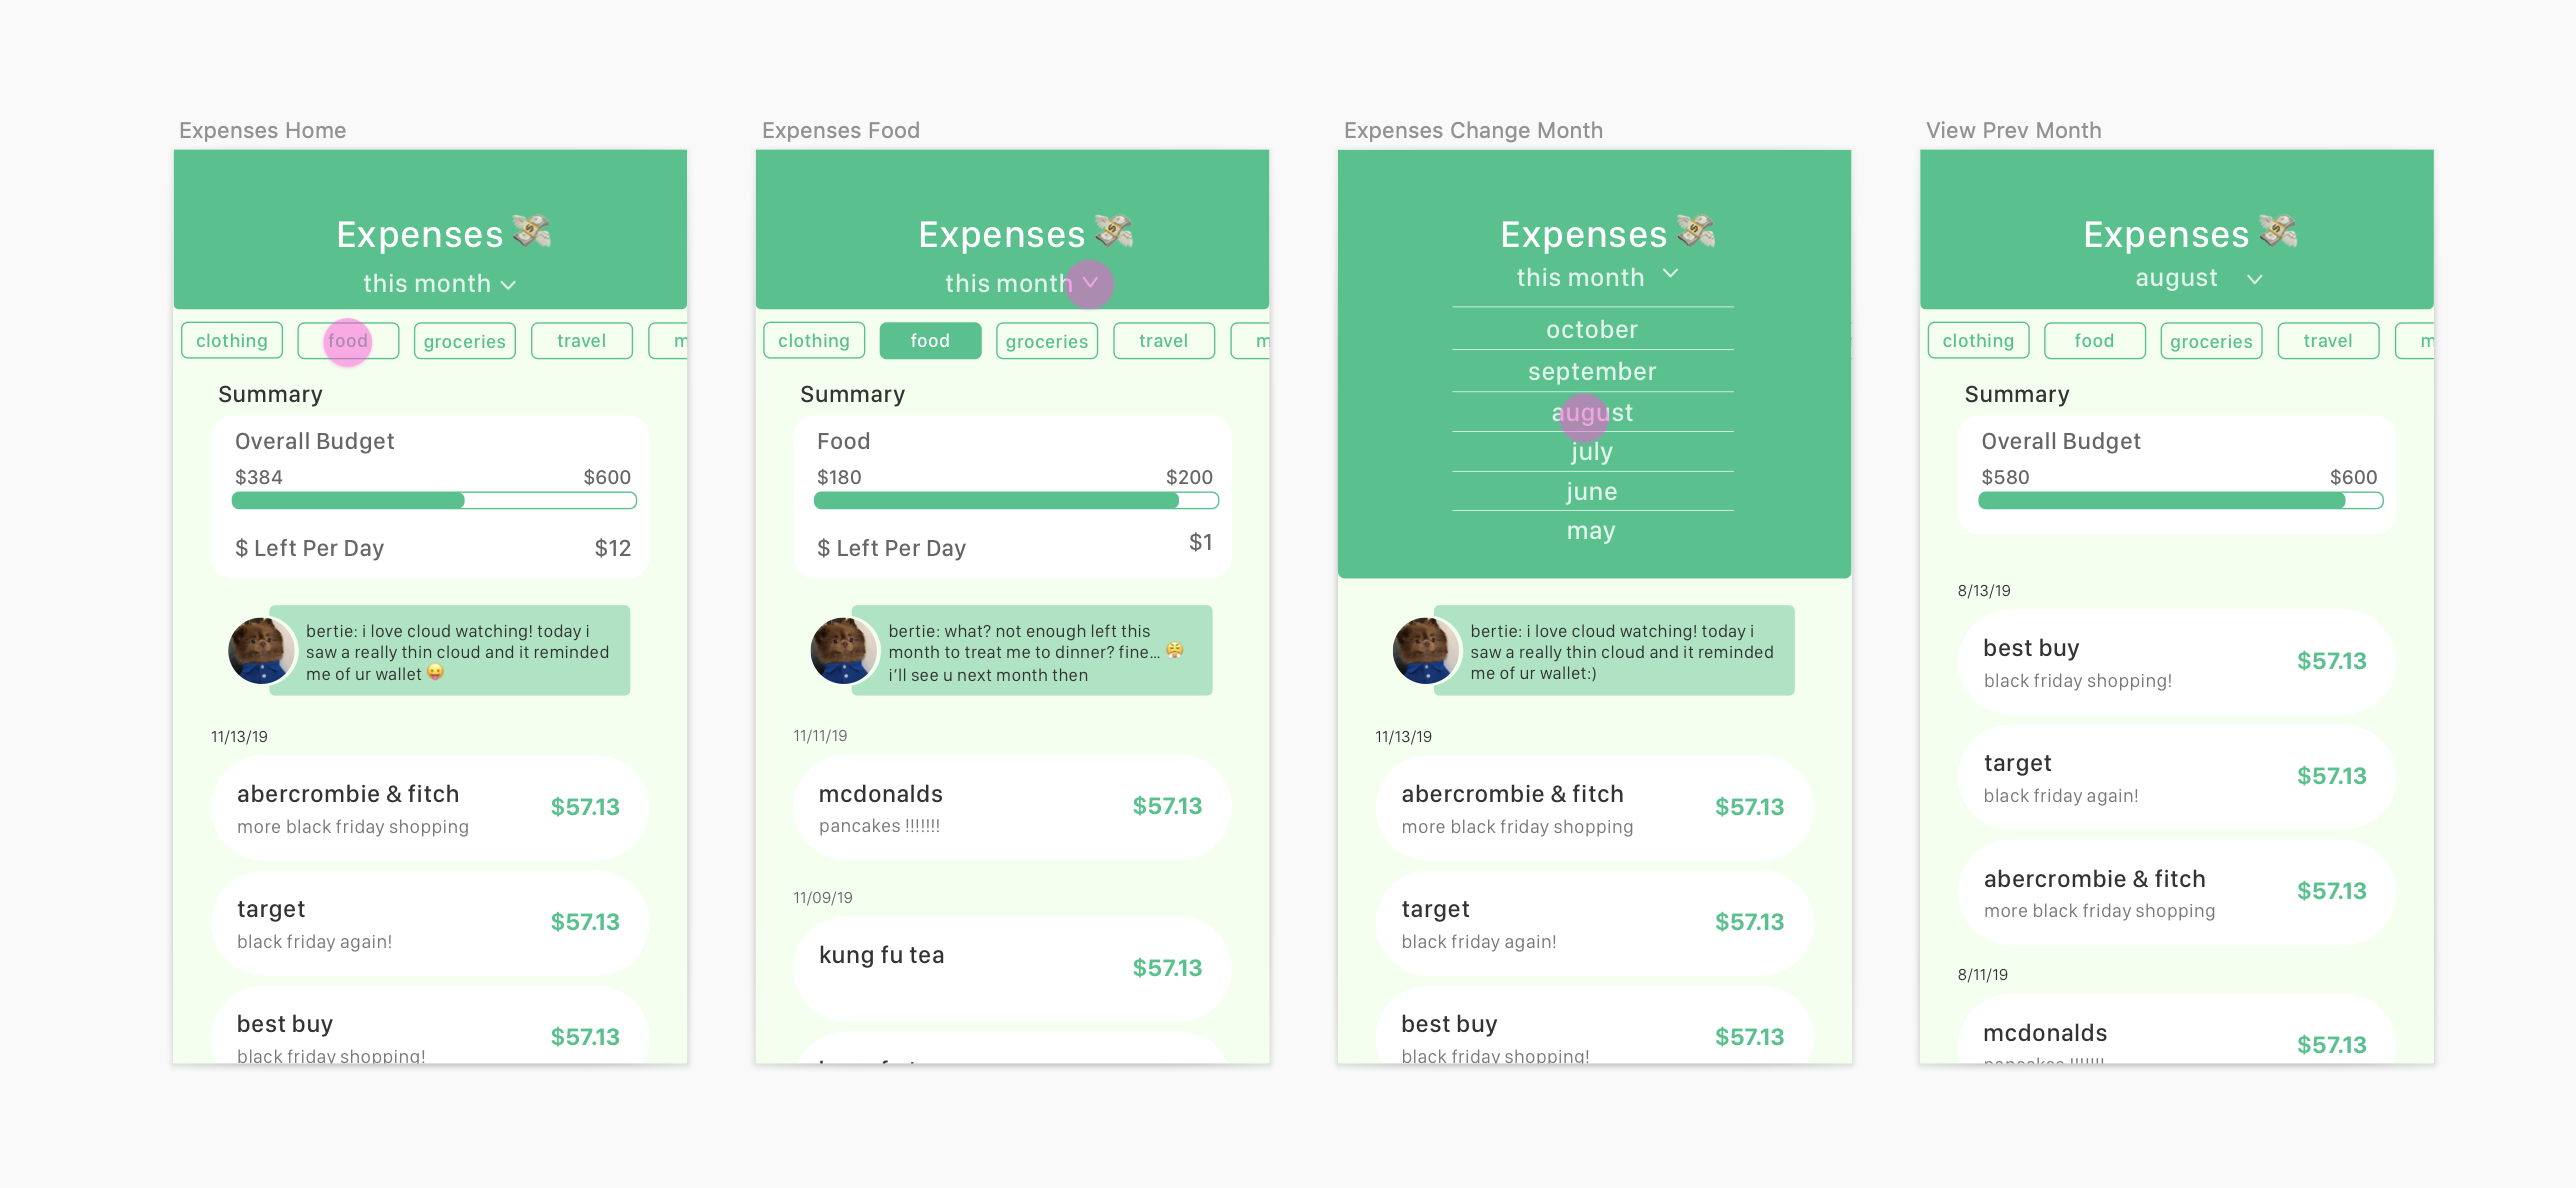 Expenses Home
Expenses 💸
this month
clothing food groceries travel m
Summary
Overall Budget
$384 $600
$ Left Per Day $12
bertie: i love cloud watching! today i
saw a really thin cloud and it reminded
me of ur wallet 😛
11/13/19
abercrombie & fitch
$57.13
more black friday shopping
target
$57.13
black friday again!
best buy
$57.13
black friday shopping!
Expenses Food
Expenses 💸
this month
clothing food groceries travel m
Summary
Food
$180 $200
$ Left Per Day $1
bertie: what? not enough left this
month to treat me to dinner? fine... 😤
i'll see u next month then
11/11/19
mcdonalds
$57.13
pancakes !!!!!!!
11/09/19
kung fu tea
$57.13
Expenses Change Month
Expenses 💸
this month
october
september
august
july
june
may
bertie: i love cloud watching! today i
saw a really thin cloud and it reminded
me of ur wallet:)
11/13/19
abercrombie & fitch
$57.13
more black friday shopping
target
$57.13
black friday again!
best buy
$57.13
black friday shopping!
View Prev Month
Expenses 💸
august
clothing food groceries travel m
Summary
Overall Budget
$580 $600
8/13/19
best buy
$57.13
black friday shopping!
target
$57.13
black friday again!
abercrombie & fitch
$57.13
more black friday shopping
8/11/19
mcdonalds
$57.13
pancakes !!!!!!!